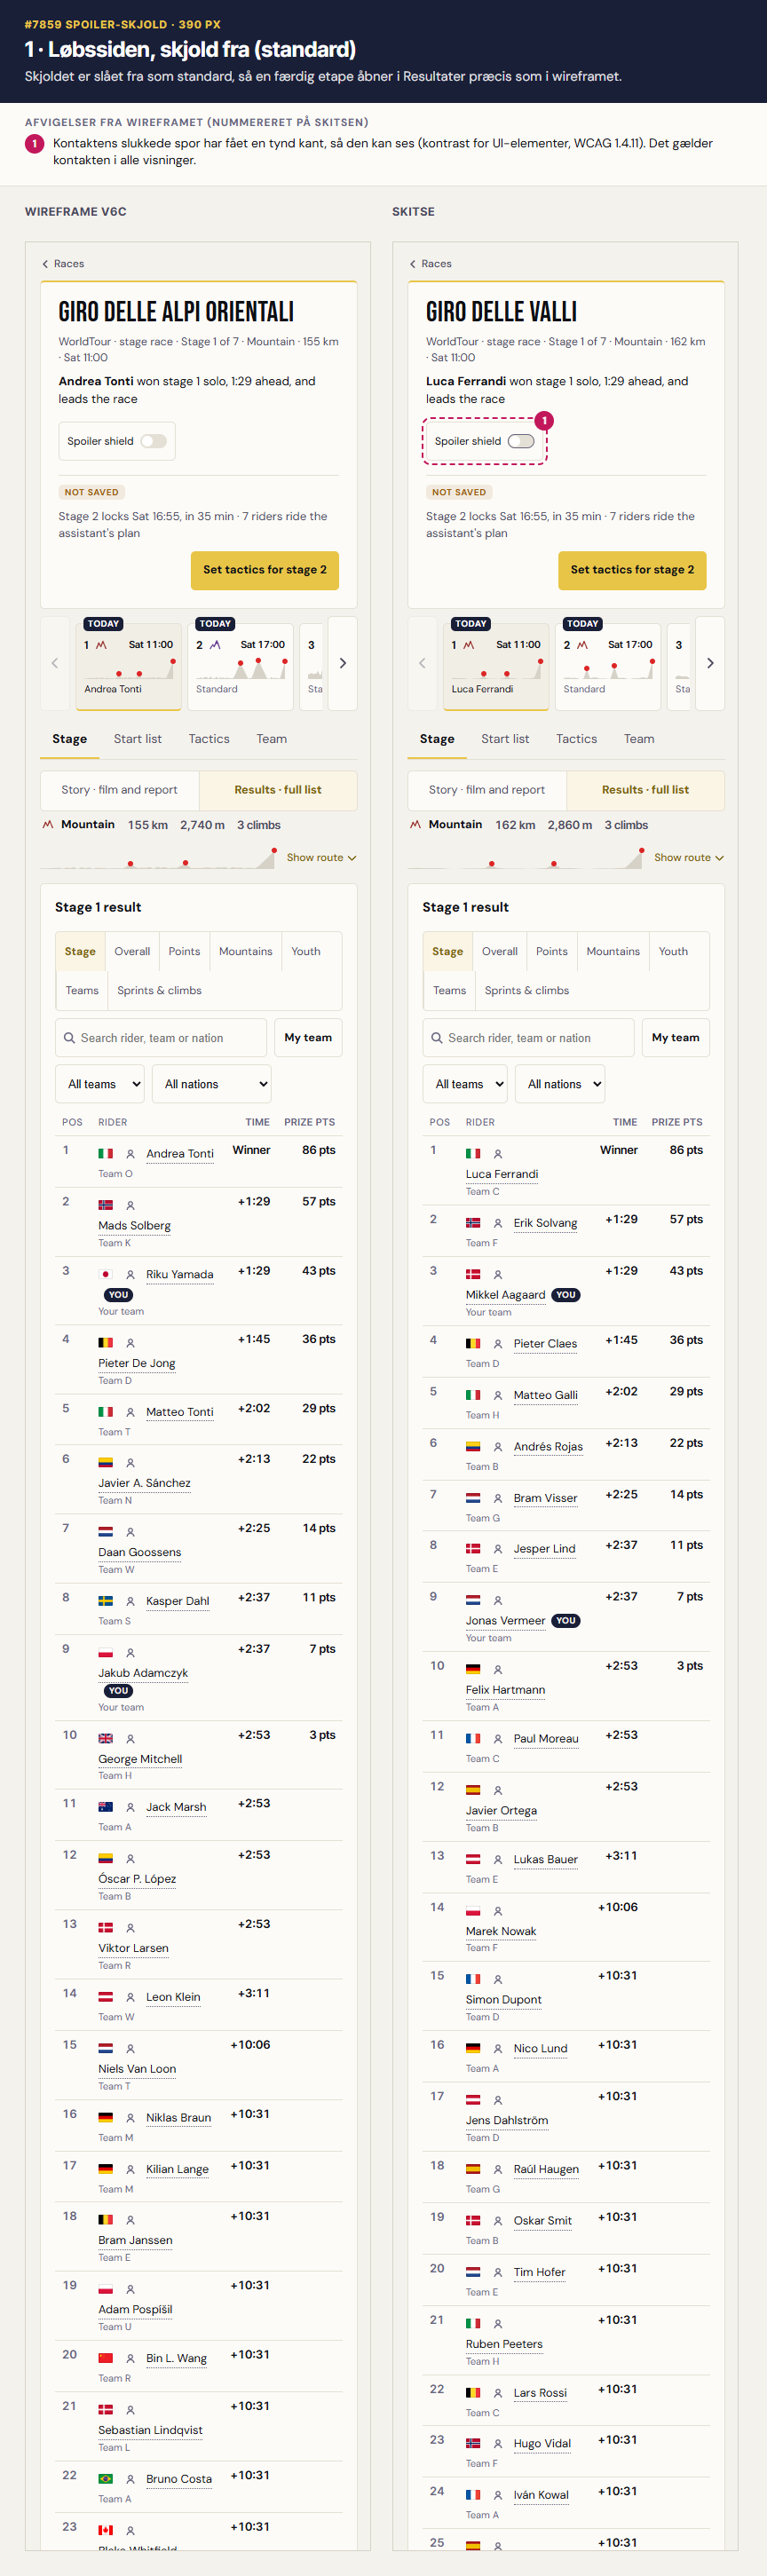 #7859 SPOILER-SKJOLD · 390 PX
1 · Løbssiden, skjold fra (standard)
Skjoldet er slået fra som standard, så en færdig etape åbner i Resultater præcis som i wireframet.
AFVIGELSER FRA WIREFRAMET (NUMMERERET PÅ SKITSEN)
1 Kontaktens slukkede spor har fået en tynd kant, så den kan ses (kontrast for UI-elementer, WCAG 1.4.11). Det gælder
kontakten i alle visninger.
WIREFRAME V6C
Races
GIRO DELLE ALPI ORIENTALI
WorldTour · stage race · Stage 1 of 7 · Mountain · 155 km
· Sat 11:00
Andrea Tonti won stage 1 solo, 1:29 ahead, and
leads the race
Spoiler shield
NOT SAVED
Stage 2 locks Sat 16:55, in 35 min · 7 riders ride the
assistant's plan
Set tactics for stage 2
TODAY TODAY
1 Sat 11:00 2 Sat 17:00 3
Andrea Tonti Standard Sta
Stage Start list Tactics Team
Story · film and report Results · full list
Mountain 155 km 2,740 m 3 climbs
Show route
Stage 1 result
Stage Overall Points Mountains Youth
Teams Sprints & climbs
Search rider, team or nation My team
All teams All nations
POS RIDER TIME PRIZE PTS
1 Andrea Tonti Winner 86 pts
Team O
2 +1:29 57 pts
Mads Solberg
Team K
3 Riku Yamada +1:29 43 pts
YOU
Your team
4 +1:45 36 pts
Pieter De Jong
Team D
5 Matteo Tonti +2:02 29 pts
Team T
6 +2:13 22 pts
Javier A. Sánchez
Team N
7 +2:25 14 pts
Daan Goossens
Team W
8 Kasper Dahl +2:37 11 pts
Team S
9 +2:37 7 pts
Jakub Adamczyk
YOU
Your team
10 +2:53 3 pts
George Mitchell
Team H
11 Jack Marsh +2:53
Team A
12 +2:53
Óscar P. López
Team B
13 +2:53
Viktor Larsen
Team R
14 Leon Klein +3:11
Team W
15 +10:06
Niels Van Loon
Team T
16 Niklas Braun +10:31
Team M
17 Kilian Lange +10:31
Team M
18 +10:31
Bram Janssen
Team E
19 +10:31
Adam Pospíšil
Team U
20 Bin L. Wang +10:31
Team R
21 +10:31
Sebastian Lindqvist
Team L
22 Bruno Costa +10:31
Team A
23 +10:31
SKITSE
Races
GIRO DELLE VALLI
WorldTour · stage race · Stage 1 of 7 · Mountain · 162 km
· Sat 11:00
Luca Ferrandi won stage 1 solo, 1:29 ahead, and
leads the race
1
Spoiler shield
NOT SAVED
Stage 2 locks Sat 16:55, in 35 min · 7 riders ride the
assistant's plan
Set tactics for stage 2
TODAY TODAY
1 Sat 11:00 2 Sat 17:00 3
Luca Ferrandi Standard Sta
Stage Start list Tactics Team
Story · film and report Results · full list
Mountain 162 km 2,860 m 3 climbs
Show route
Stage 1 result
Stage Overall Points Mountains Youth
Teams Sprints & climbs
Search rider, team or nation My team
All teams All nations
POS RIDER TIME PRIZE PTS
1 Winner 86 pts
Luca Ferrandi
Team C
2 Erik Solvang +1:29 57 pts
Team F
3 +1:29 43 pts
Mikkel Aagaard YOU
Your team
4 Pieter Claes +1:45 36 pts
Team D
5 Matteo Galli +2:02 29 pts
Team H
6 Andrés Rojas +2:13 22 pts
Team B
7 Bram Visser +2:25 14 pts
Team G
8 Jesper Lind +2:37 11 pts
Team E
9 +2:37 7 pts
Jonas Vermeer YOU
Your team
10 +2:53 3 pts
Felix Hartmann
Team A
11 Paul Moreau +2:53
Team C
12 +2:53
Javier Ortega
Team B
13 Lukas Bauer +3:11
Team E
14 +10:06
Marek Nowak
Team F
15 +10:31
Simon Dupont
Team D
16 Nico Lund +10:31
Team A
17 +10:31
Jens Dahlström
Team D
18 Raúl Haugen +10:31
Team G
19 Oskar Smit +10:31
Team B
20 Tim Hofer +10:31
Team E
21 +10:31
Ruben Peeters
Team H
22 Lars Rossi +10:31
Team C
23 Hugo Vidal +10:31
Team F
24 Iván Kowal +10:31
Team A
25 +10:31